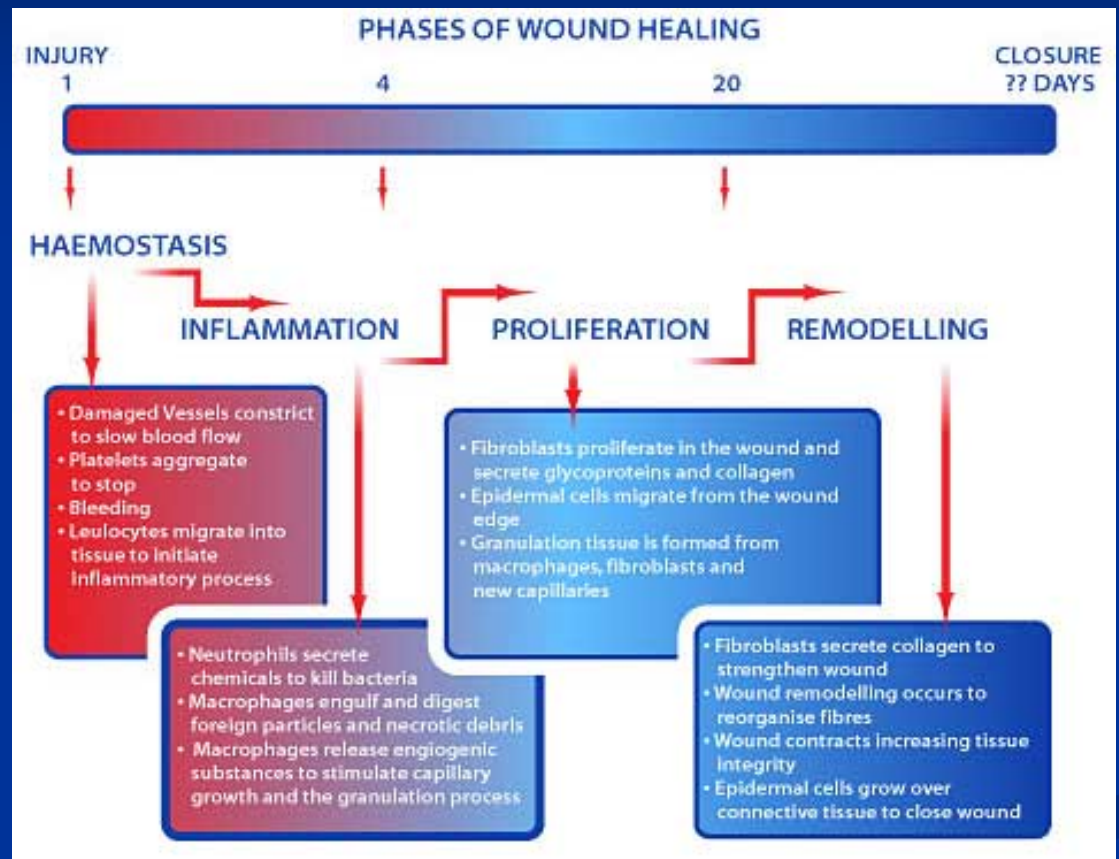 PHASES OF WOUND HEALING
INJURY
1
4
20
CLOSURE
?? DAYS
HAEMOSTASIS
INFLAMMATION
PROLIFERATION
REMODELLING
• Damaged Vessels constrict
to slow blood flow
• Platelets aggregate
to stop
• Bleeding
• Leulocytes migrate into
tissue to initiate
inflammatory process
• Neutrophils secrete
chemicals to kill bacteria
• Macrophages engulf and digest
foreign particles and necrotic debris
• Macrophages release engiogenic
substances to stimulate capillary
growth and the granulation process
• Fibroblasts proliferate in the wound and
secrete glycoproteins and collagen
• Epidermal cells migrate from the wound
edge
• Granulation tissue is formed from
macrophages, fibroblasts and
new capillaries
• Fibroblasts secrete collagen to
strengthen wound
• Wound remodelling occurs to
reorganise fibres
• Wound contracts increasing tissue
integrity
• Epidermal cells grow over
connective tissue to close wound